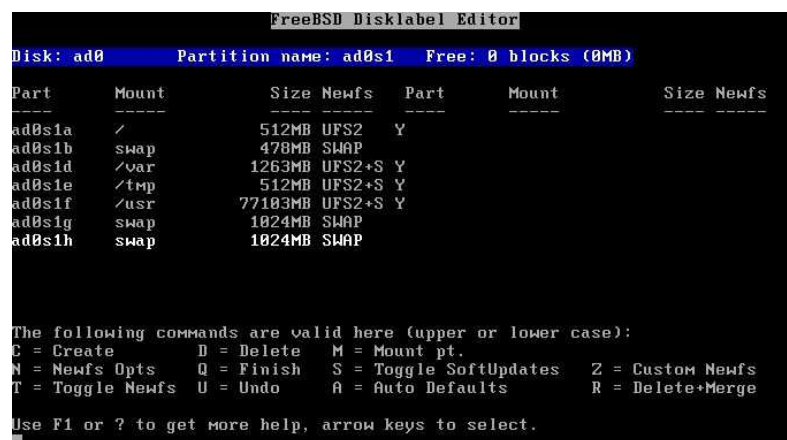 FreeBSD Disklabel Editor
Disk: ad0 Partition name: ad0s1 Free: 0 blocks (0MB)
Part Mount Size Newfs Part Mount Size Newfs
---- ----- ---- ----- ---- ----- ---- -----
ad0s1a / 512MB UFS2 Y
ad0s1b swap 478MB SWAP
ad0s1d /var 1263MB UFS2+S Y
ad0s1e /tmp 512MB UFS2+S Y
ad0s1f /usr 77103MB UFS2+S Y
ad0s1g swap 1024MB SWAP
ad0s1h swap 1024MB SWAP
The following commands are valid here (upper or lower case):
C = Create D = Delete M = Mount pt.
N = Newfs Opts Q = Finish S = Toggle SoftUpdates Z = Custom Newfs
T = Toggle Newfs U = Undo A = Auto Defaults R = Delete+Merge
Use F1 or ? to get more help, arrow keys to select.